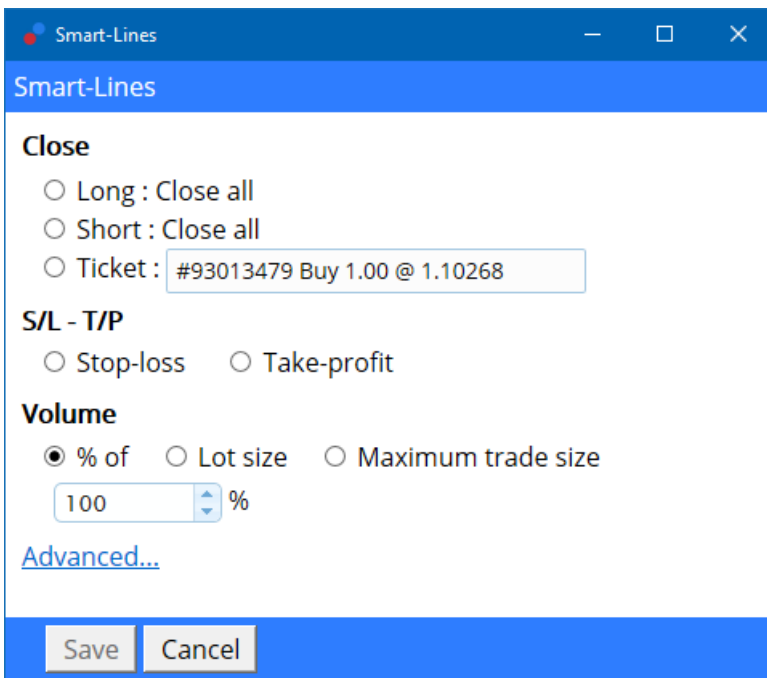 Smart-Lines
Smart-Lines
Close
Long : Close all
Short : Close all
Ticket : #93013479 Buy 1.00 @ 1.10268
S/L - T/P
Stop-loss Take-profit
Volume
% of Lot size Maximum trade size
100 %
Advanced...
Save Cancel